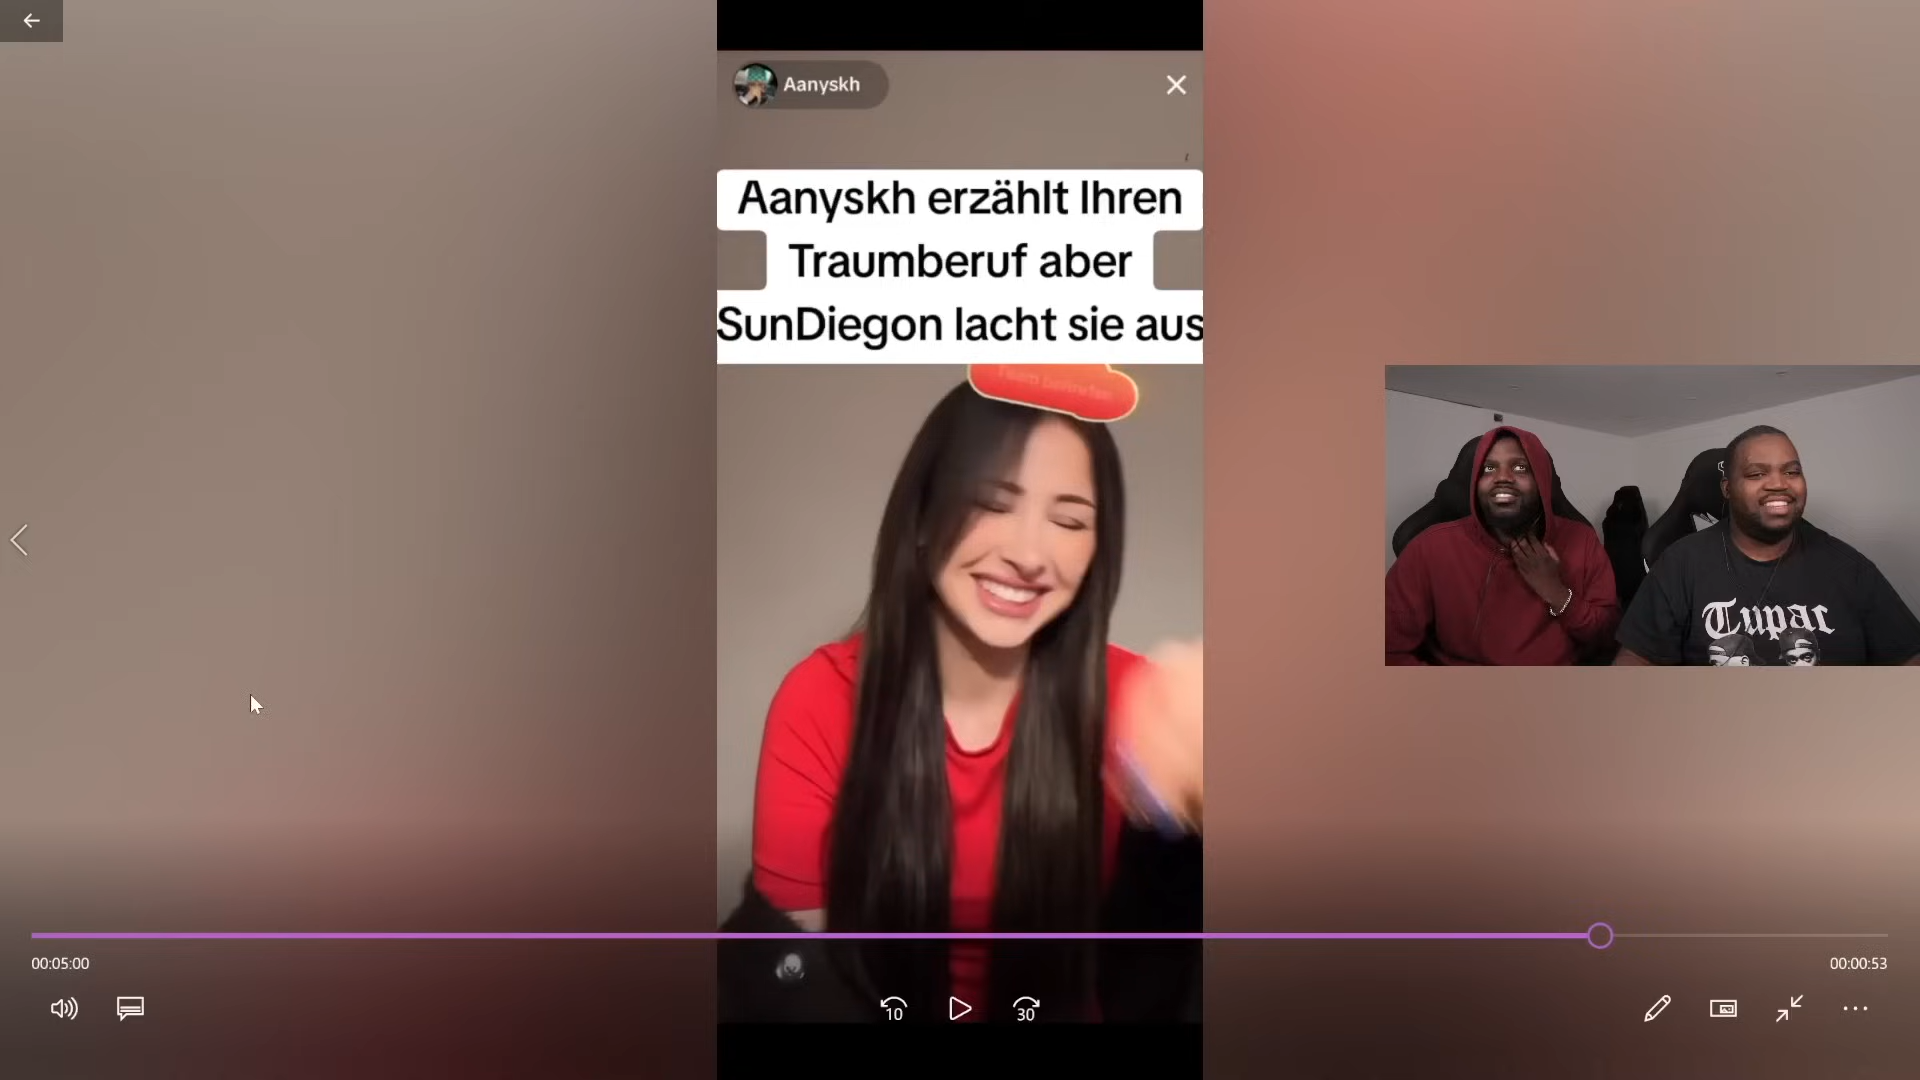 Aanyskh
Aanyskh erzählt Ihren
Traumberuf aber
SunDiegon lacht sie aus
Tupac
00:05:00
00:00:53
10
30